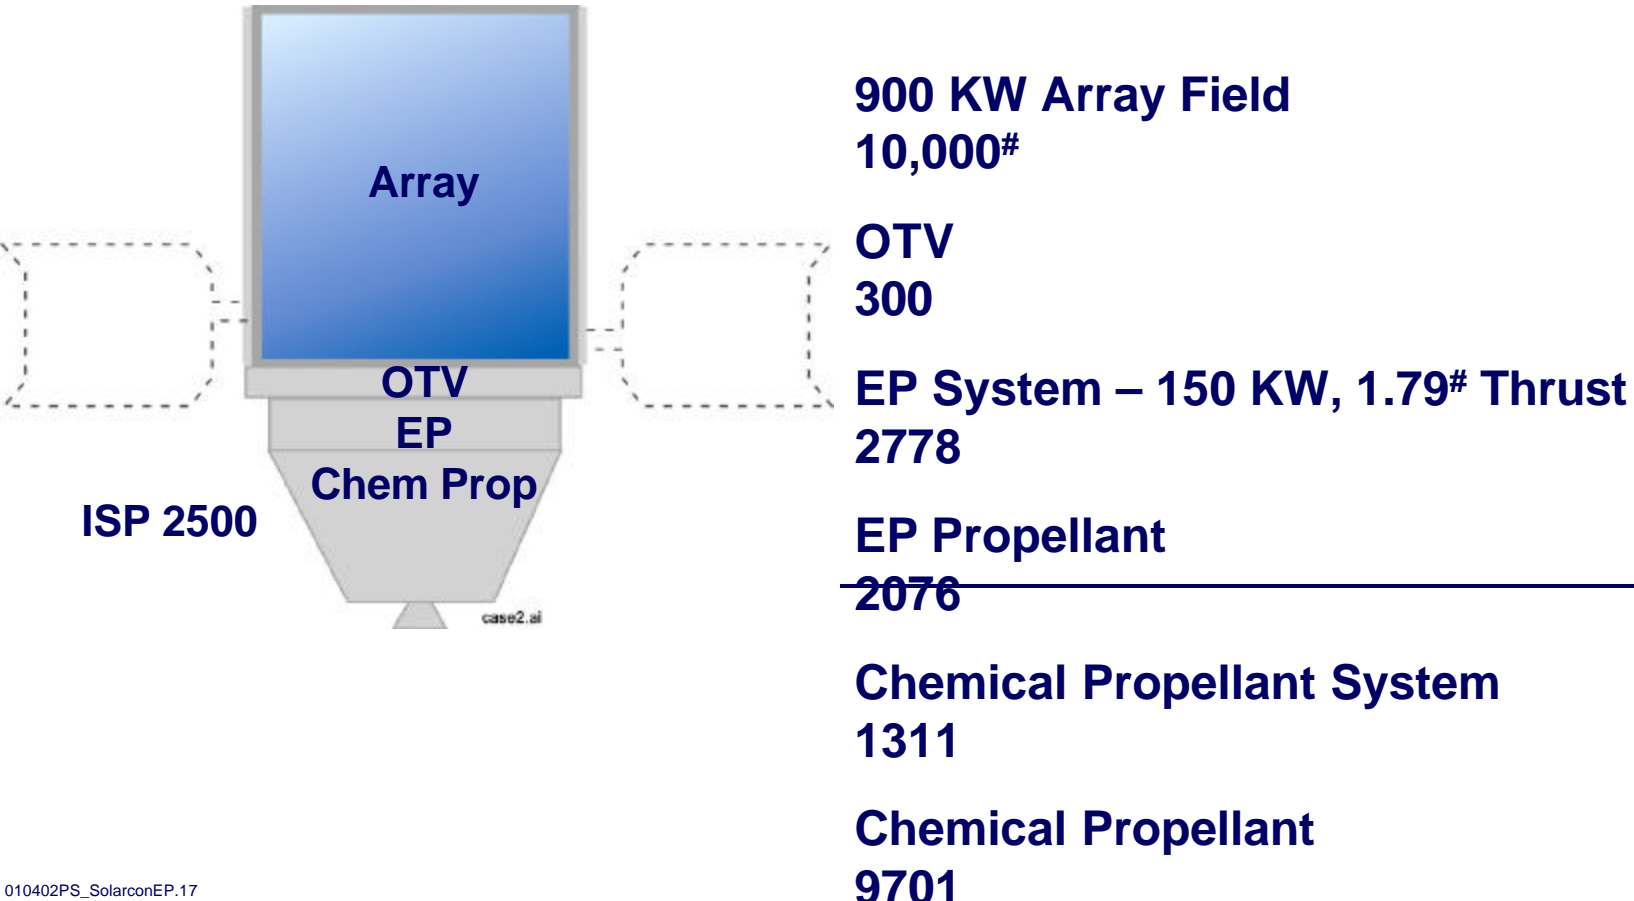 Array
OTV
EP
Chem Prop
ISP 2500
case2.ai
900 KW Array Field
10,000#
OTV
300
EP System – 150 KW, 1.79# Thrust
2778
EP Propellant
2076
Chemical Propellant System
1311
Chemical Propellant
9701
010402PS_SolarconEP.17